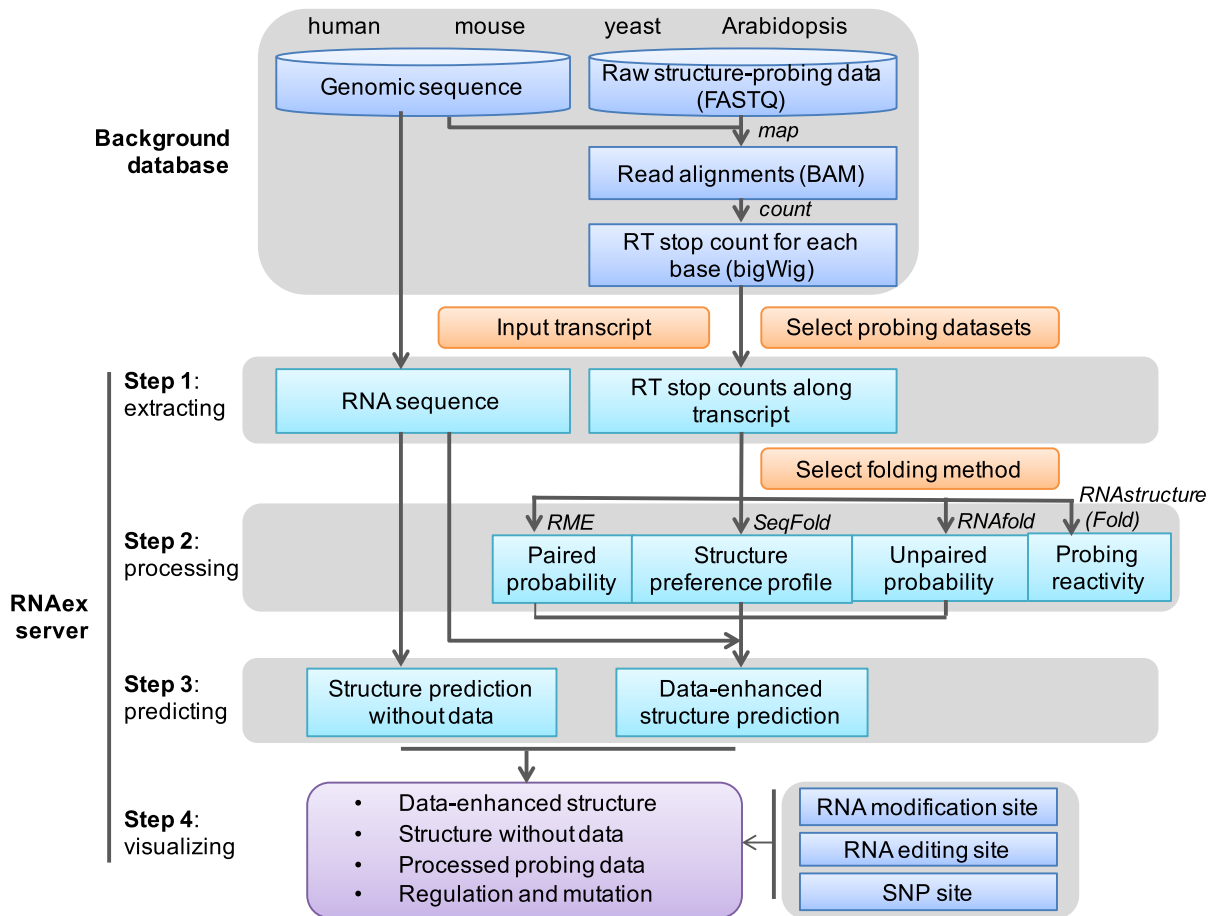 human mouse yeast Arabidopsis
Genomic sequence
Raw structure-probing data
(FASTQ)
map
Background
database
Read alignments (BAM)
count
RT stop count for each
base (bigWig)
Input transcript
Select probing datasets
Step 1:
extracting
RNA sequence
RT stop counts along
transcript
Select folding method
RNAstructure
(Fold)
RME
SeqFold
RNAfold
Step 2:
processing
Paired
probability
Structure
preference profile
Unpaired
probability
Probing
reactivity
RNAex
server
Step 3:
predicting
Structure prediction
without data
Data-enhanced
structure prediction
Step 4:
visualizing
• Data-enhanced structure
• Structure without data
• Processed probing data
• Regulation and mutation
RNA modification site
RNA editing site
SNP site